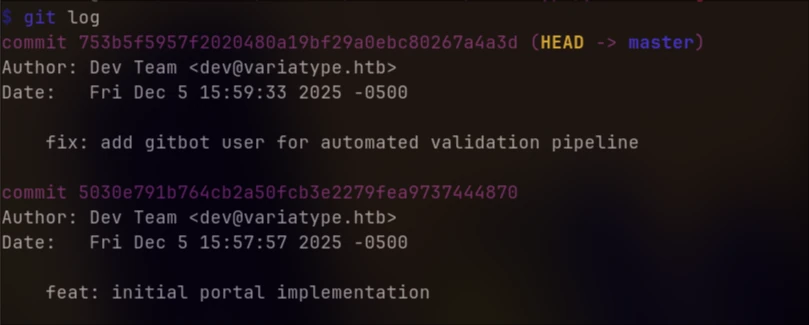 $ git log
commit 753b5f5957f2020480a19bf29a0ebc80267a4a3d (HEAD -> master)
Author: Dev Team <dev@variatype.htb>
Date:   Fri Dec 5 15:59:33 2025 -0500
fix: add gitbot user for automated validation pipeline
commit 5030e791b764cb2a50fcb3e2279fea9737444870
Author: Dev Team <dev@variatype.htb>
Date:   Fri Dec 5 15:57:57 2025 -0500
feat: initial portal implementation